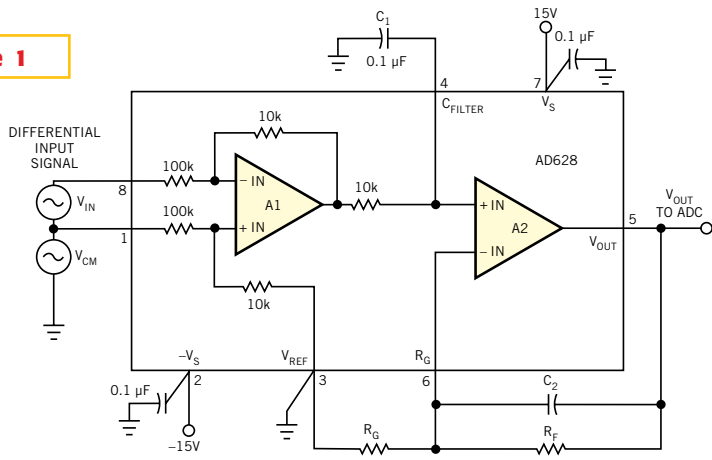 e 1
C1
0.1 µF
15V
0.1 µF
4
CFILTER
7
VS
DIFFERENTIAL
INPUT
SIGNAL
10k
AD628
100k
8
– IN
VIN
A1
10k
+ IN
A2
VOUT
TO ADC
5
VOUT
100k
1
+ IN
– IN
VCM
10k
–VS
VREF
RG
0.1 µF
2
3
6
C2
–15V
RG
RF